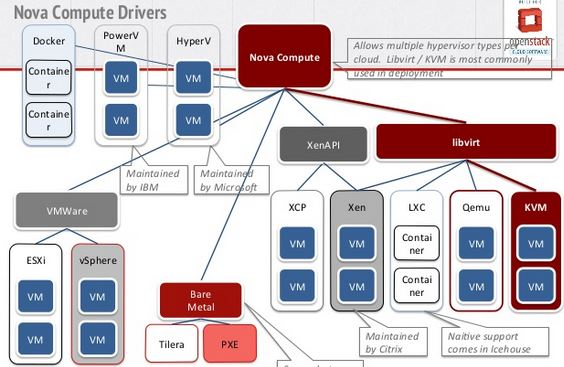 Nova Compute Drivers
openstack
CLOUD SOFTWARE
Docker
Containe
r
Containe
r
PowerV
M
VM
VM
HyperV
VM
VM
Nova Compute
Allows multiple hypervisor types per
cloud. Libvirt / KVM is most commonly
used in deployment
Maintained
by IBM
Maintained
by Microsoft
XenAPI
libvirt
VMWare
ESXi
VM
VM
vSphere
VM
VM
XCP
VM
VM
Xen
VM
VM
LXC
Contai
ner
Contai
ner
Qemu
VM
VM
KVM
VM
VM
Bare
Metal
Tilera
PXE
Maintained
by Citrix
Naitive support
comes in Icehouse